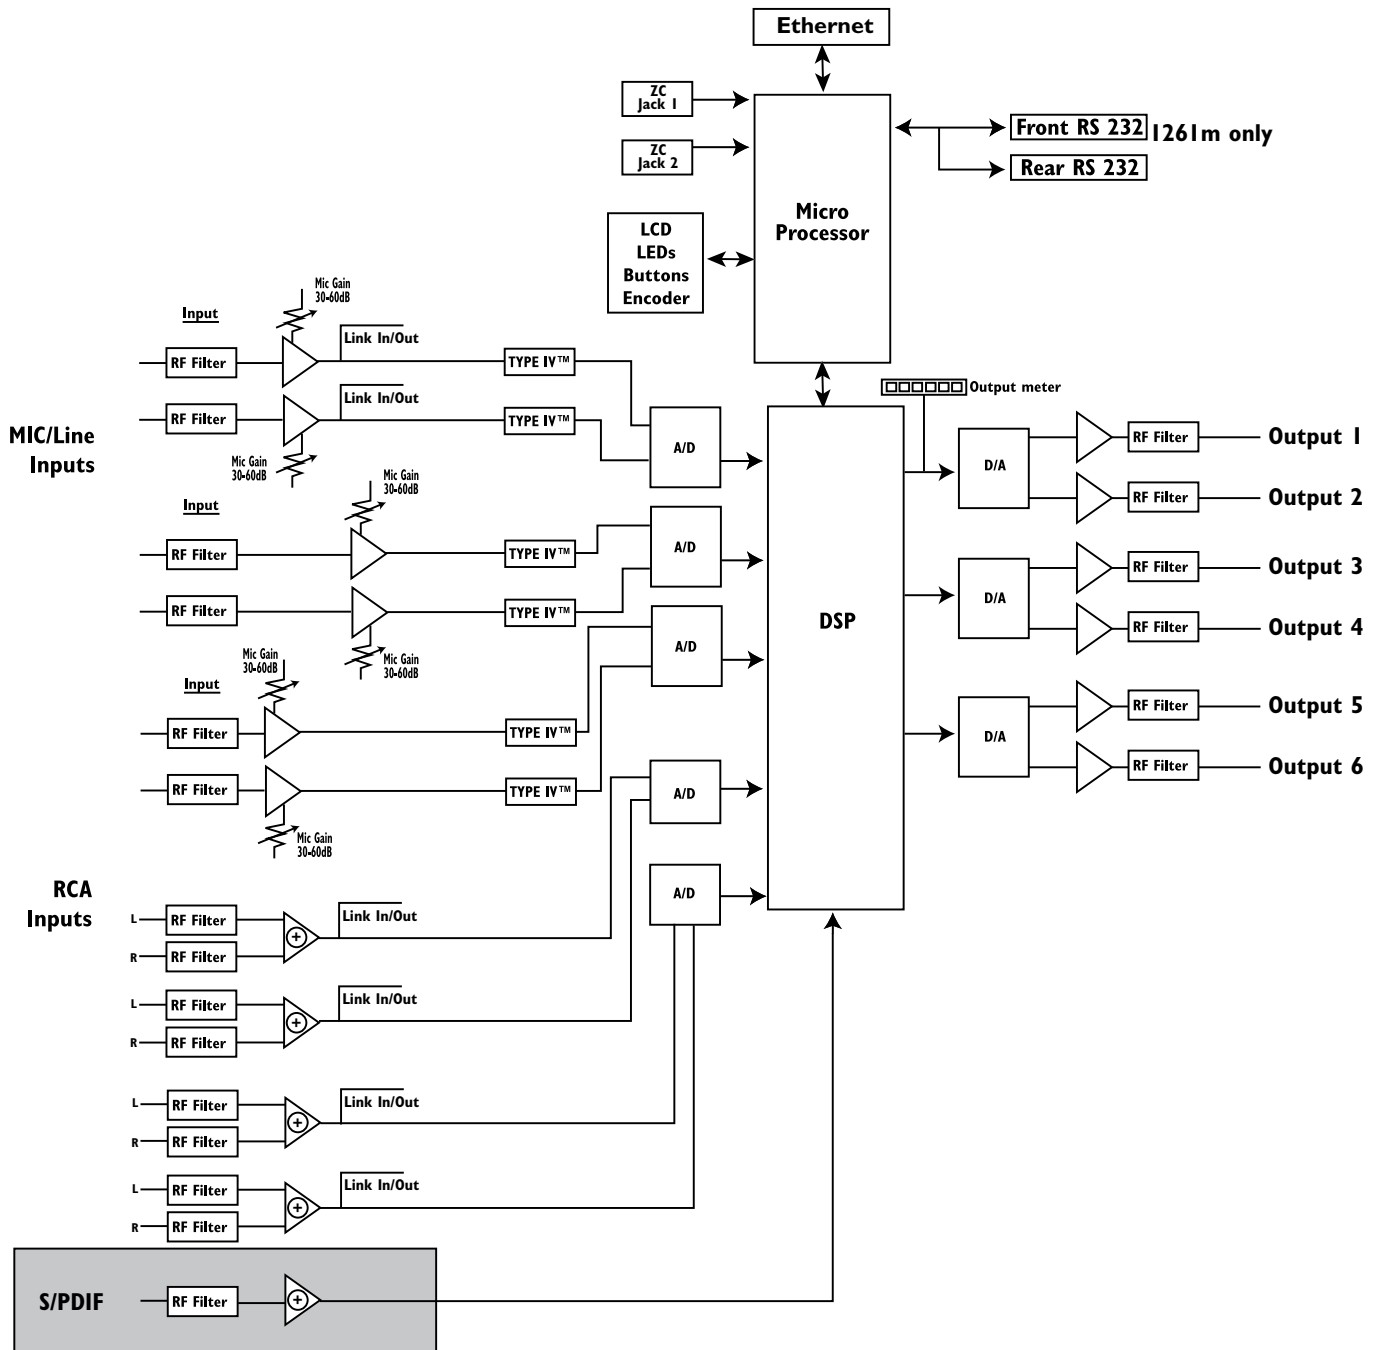 Ethernet
ZC
Jack 1
ZC
Jack 2
Front RS 232
1261m only
Rear RS 232
Micro
Processor
LCD
LEDs
Buttons
Encoder
Mic Gain
30-60dB
Input
Link In/Out
RF Filter
TYPE IV™
Output meter
Link In/Out
RF Filter
TYPE IV™
MIC/Line
Inputs
A/D
Mic Gain
30-60dB
D/A
RF Filter
Output 1
RF Filter
Output 2
Mic Gain
30-60dB
Input
RF Filter
TYPE IV™
A/D
RF Filter
TYPE IV™
DSP
D/A
RF Filter
Output 3
RF Filter
Output 4
Mic Gain
30-60dB
Mic Gain
30-60dB
Input
A/D
RF Filter
TYPE IV™
RF Filter
TYPE IV™
D/A
RF Filter
Output 5
RF Filter
Output 6
A/D
Mic Gain
30-60dB
RCA
Inputs
A/D
L
RF Filter
Link In/Out
R
RF Filter
L
RF Filter
Link In/Out
R
RF Filter
L
RF Filter
Link In/Out
R
RF Filter
L
RF Filter
Link In/Out
R
RF Filter
S/PDIF
RF Filter